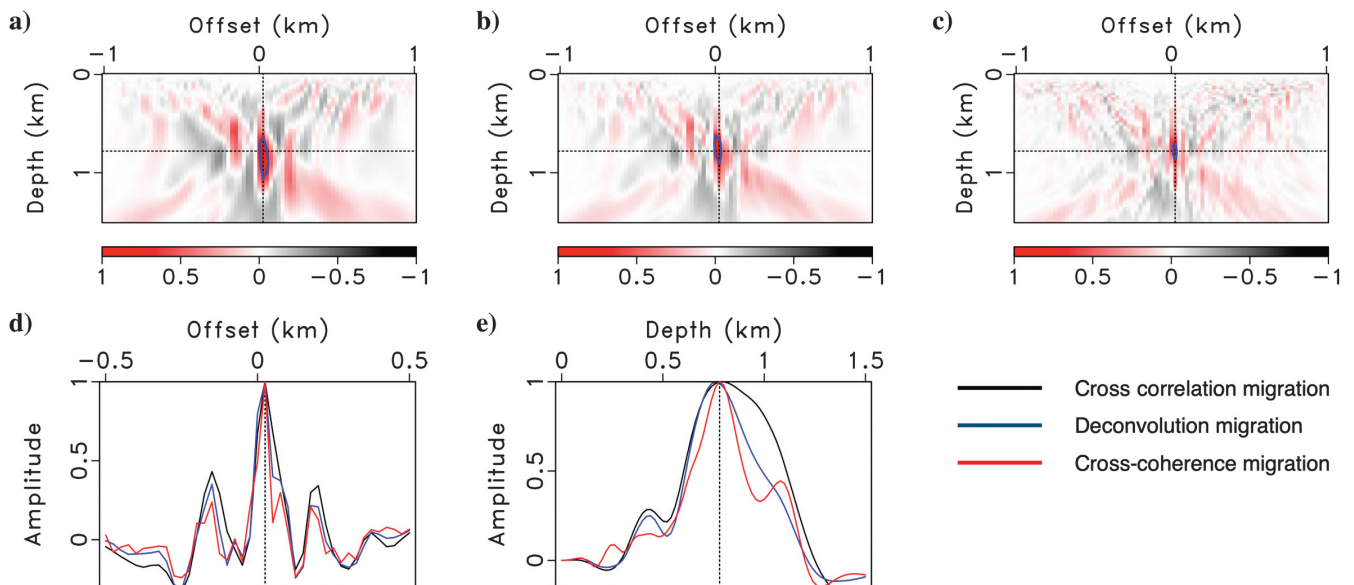 a)
Offset (km)
−1 0 1
Depth (km)
0
1
1 0.5 0 −0.5 −1
b)
Offset (km)
−1 0 1
Depth (km)
0
1
1 0.5 0 −0.5 −1
c)
Offset (km)
−1 0 1
Depth (km)
0
1
1 0.5 0 −0.5 −1
d)
Offset (km)
−0.5 0 0.5
Amplitude
1
0.5
0
e)
Depth (km)
0 0.5 1 1.5
Amplitude
1
0.5
0
Cross correlation migration
Deconvolution migration
Cross-coherence migration